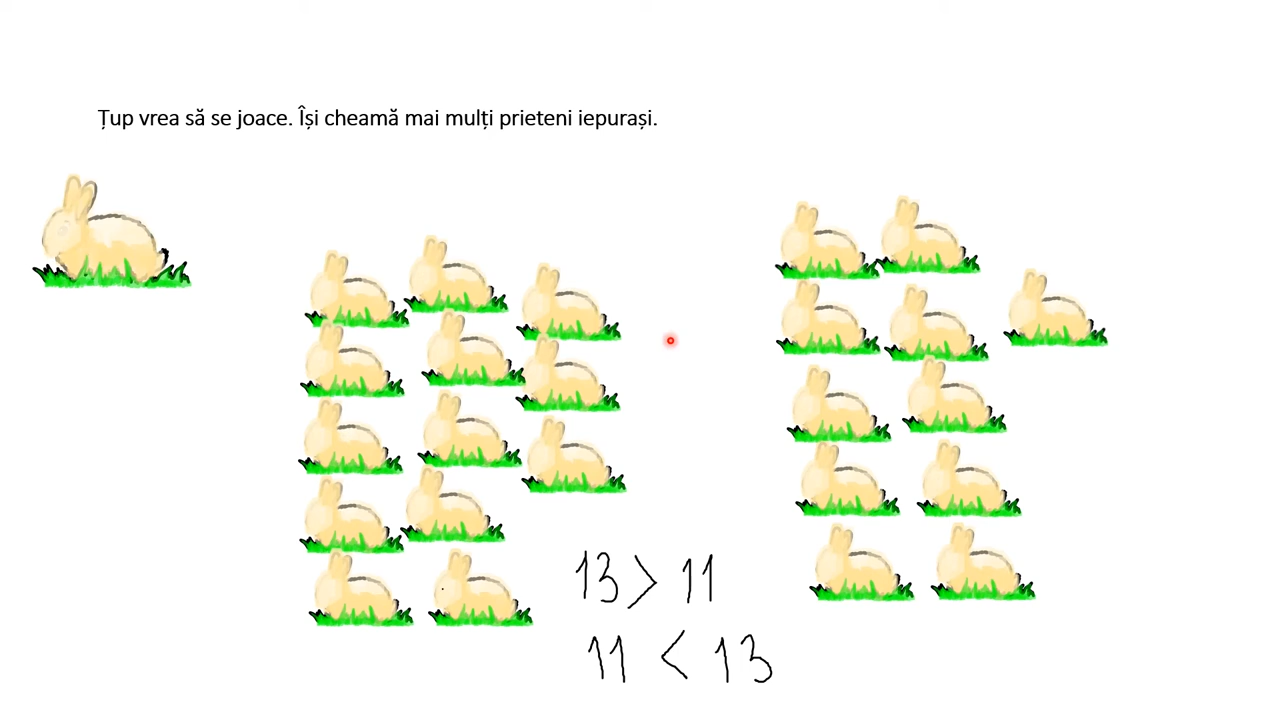 Țup vrea să se joace. Își cheamă mai mulți prieteni iepurași.
13 > 11
11 < 13